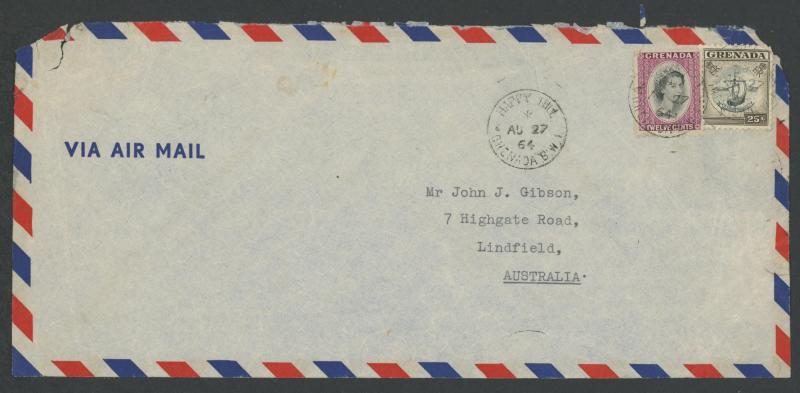 GRENADA
TWELVE CENTS
GRENADA
25
HAPPY HILL
AU 27
64
GRENADA B.W.I.
VIA AIR MAIL
Mr John J. Gibson,
7 Highgate Road,
Lindfield,
AUSTRALIA.